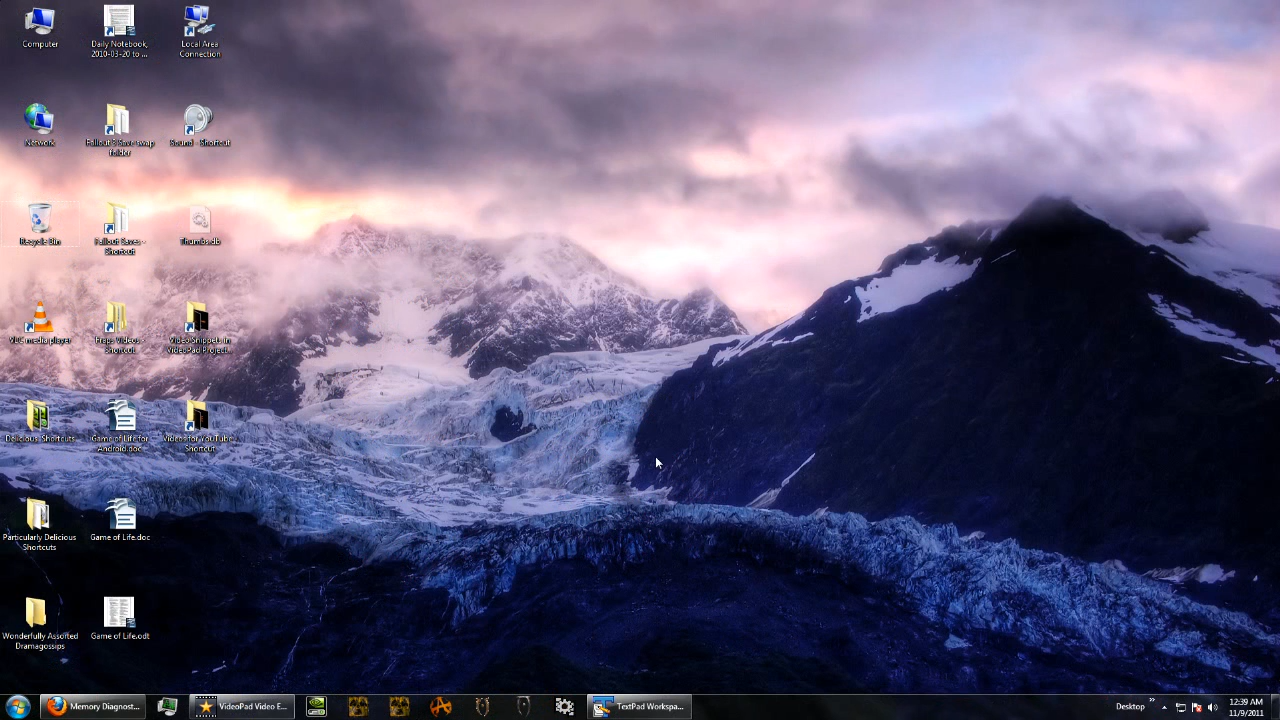 Computer
Daily Notebook,
2010-03-20 to ...
Local Area
Connection
Network
Fallout 3 Save-swap
folder
Sound - Shortcut
Recycle Bin
Fallout Saves -
Shortcut
Thumbs.db
VLC media player
Fraps Videos -
Shortcut
Video Snippets in
VideoPad Project...
Delicious Shortcuts
Game of Life for
Android.doc
Videos for YouTube
Shortcut
Particularly Delicious
Shortcuts
Game of Life.doc
Wonderfully Assorted
Dramagossips
Game of Life.odt
Memory Diagnost...
VideoPad Video E...
TextPad Workspa...
Desktop
12:39 AM
11/9/2011